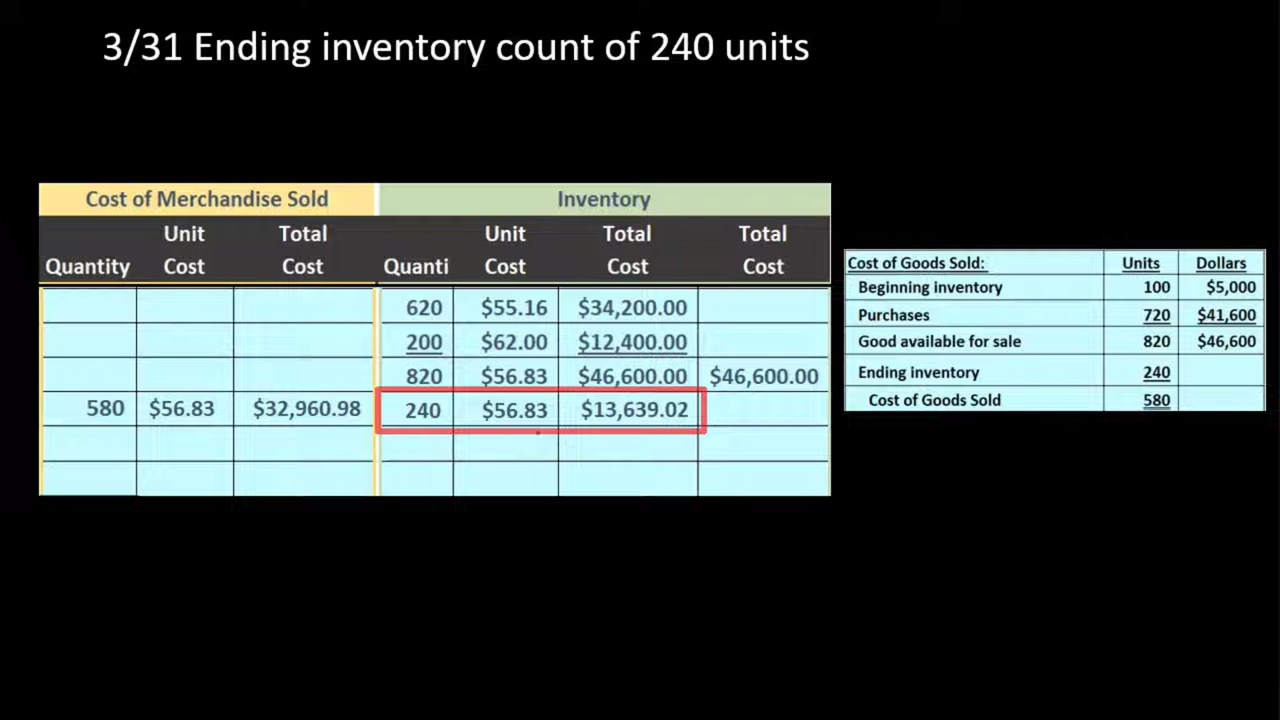 3/31 Ending inventory count of 240 units
Cost of Merchandise Sold Inventory
Unit Total Unit Total Total
Quantity Cost Cost Quanti Cost Cost Cost
620 $55.16 $34,200.00
200 $62.00 $12,400.00
820 $56.83 $46,600.00 $46,600.00
580 $56.83 $32,960.98 240 $56.83 $13,639.02
Cost of Goods Sold: Units Dollars
Beginning inventory 100 $5,000
Purchases 720 $41,600
Good available for sale 820 $46,600
Ending inventory 240
Cost of Goods Sold 580